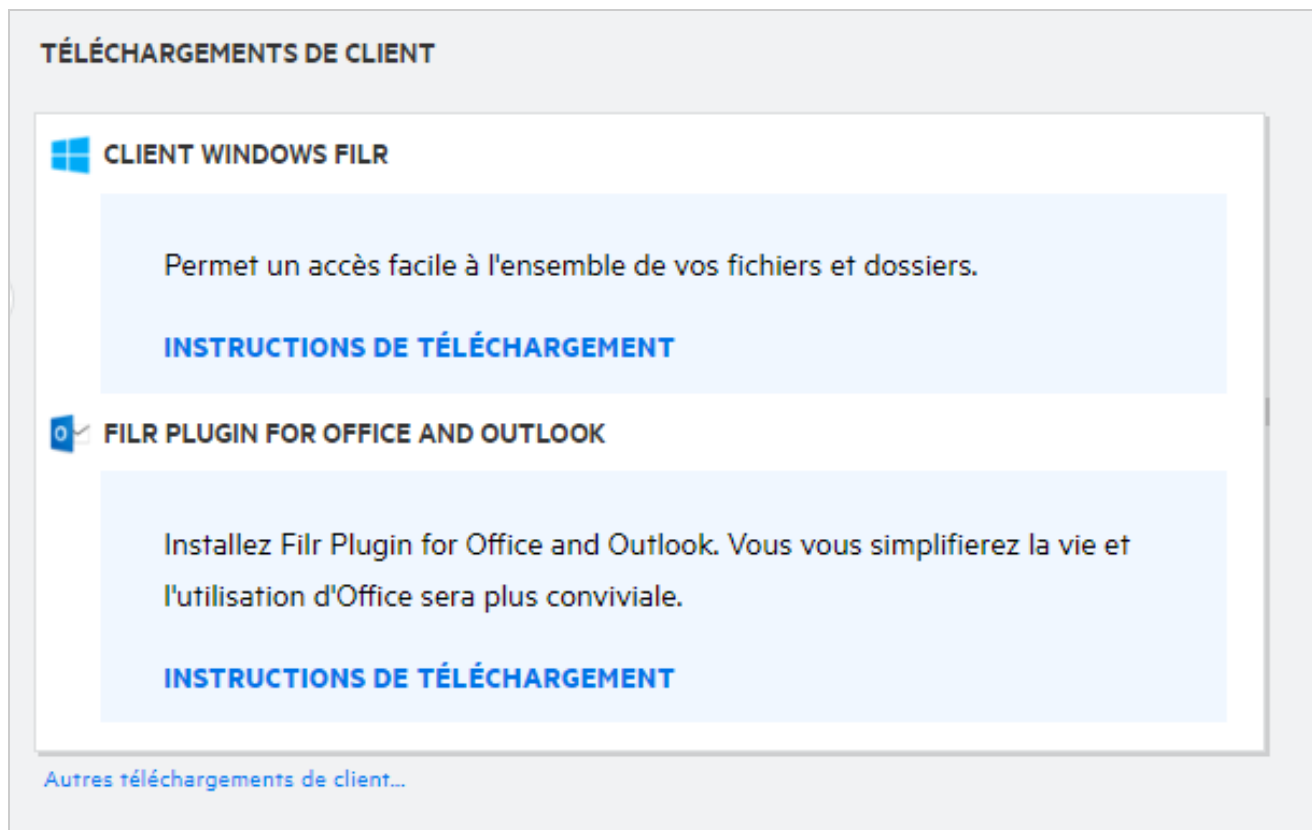 TÉLÉCHARGEMENTS DE CLIENT
CLIENT WINDOWS FILR
Permet un accès facile à l'ensemble de vos fichiers et dossiers.
INSTRUCTIONS DE TÉLÉCHARGEMENT
FILR PLUGIN FOR OFFICE AND OUTLOOK
Installez Filr Plugin for Office and Outlook. Vous vous simplifierez la vie et
l'utilisation d'Office sera plus conviviale.
INSTRUCTIONS DE TÉLÉCHARGEMENT
Autres téléchargements de client...